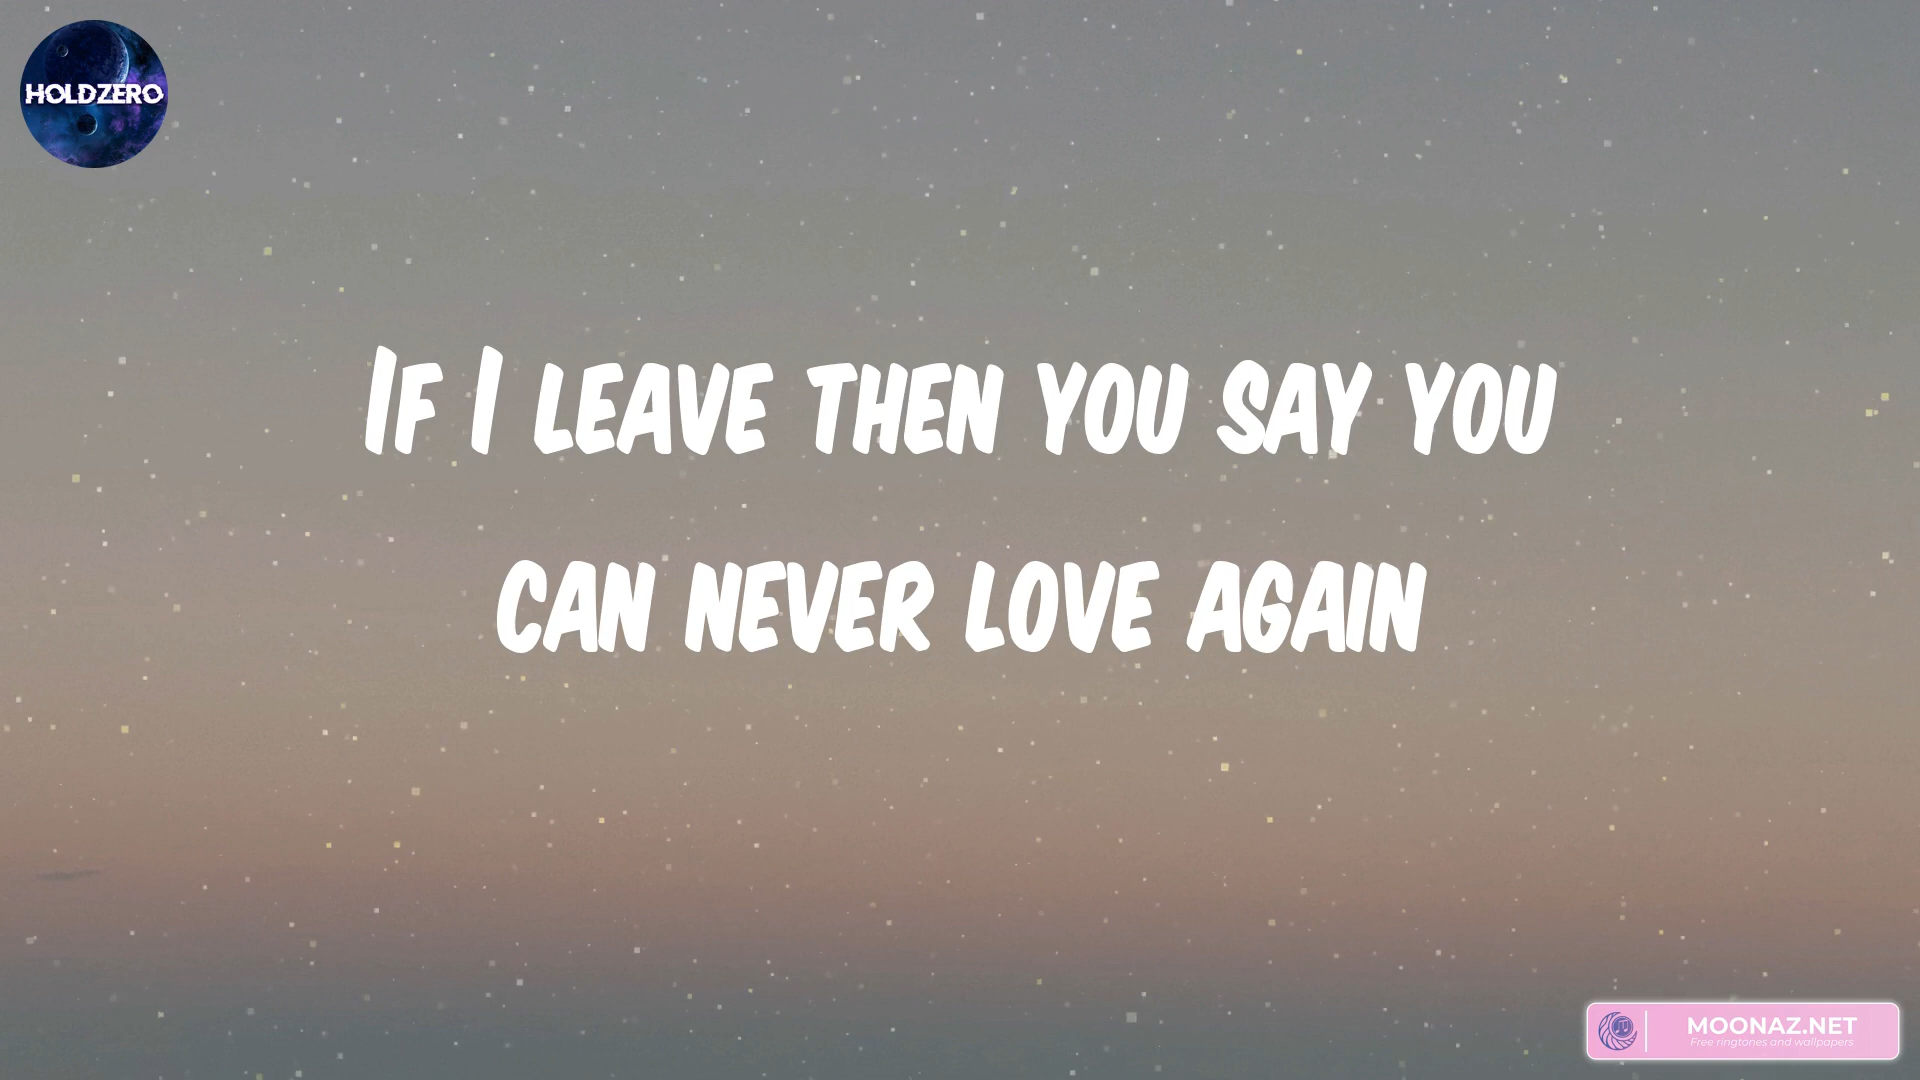 HOLDZERO
If I leave then you say you
can never love again
MOONAZ.NET
Free ringtones and wallpapers